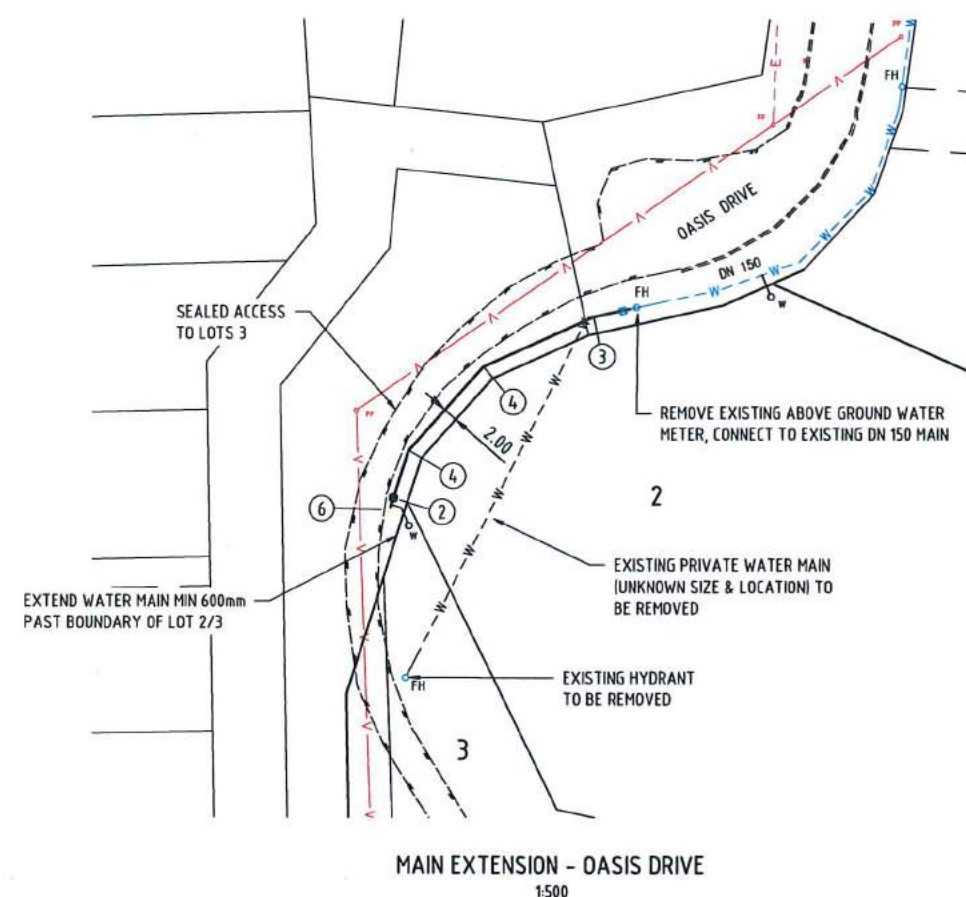 PP
FH
E
PP
OASIS DRIVE
DN 150
FH
W
SEALED ACCESS
TO LOTS 3
3
REMOVE EXISTING ABOVE GROUND WATER
METER, CONNECT TO EXISTING DN 150 MAIN
PP
4
2.00
4
6
2
W
2
EXISTING PRIVATE WATER MAIN
(UNKNOWN SIZE & LOCATION) TO
BE REMOVED
EXTEND WATER MAIN MIN 600mm
PAST BOUNDARY OF LOT 2/3
EXISTING HYDRANT
TO BE REMOVED
FH
3
W W W W W
W W W W W W
V V V V V V V V V
MAIN EXTENSION - OASIS DRIVE
1:500